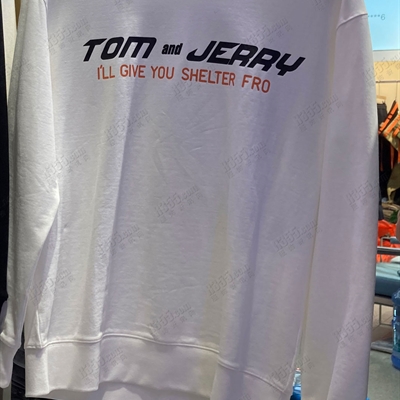 TOM and JERRY
I'LL GIVE YOU SHELTER FRO